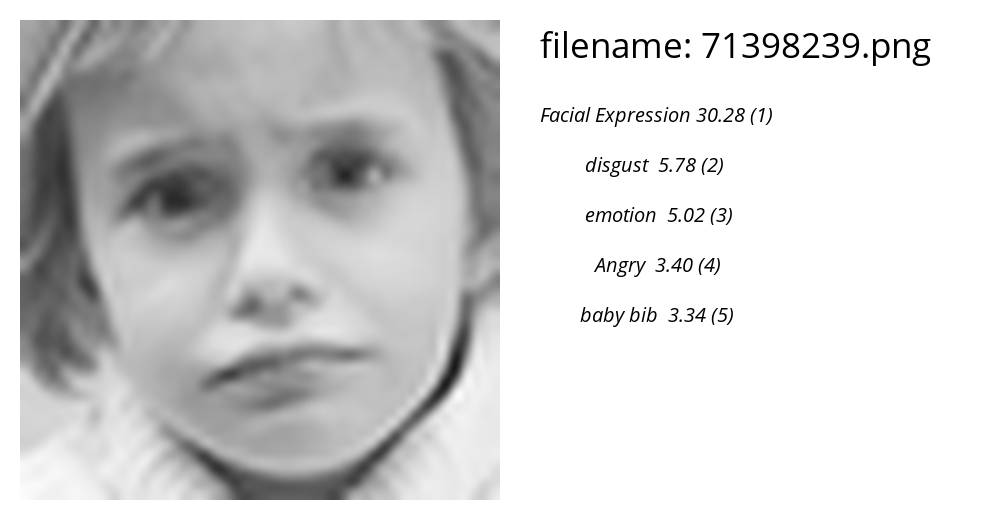 filename: 71398239.png
Facial Expression 30.28 (1)
disgust 5.78 (2)
emotion 5.02 (3)
Angry 3.40 (4)
baby bib 3.34 (5)